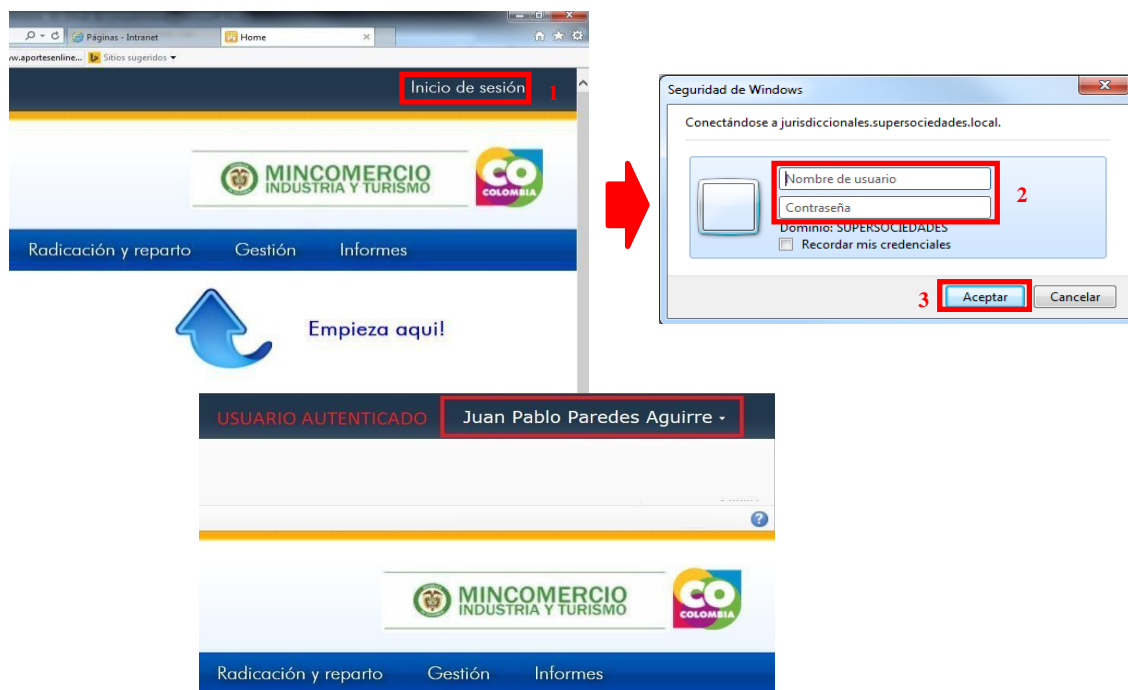 Páginas - Intranet
Home
ww.aportesenline... Sitios sugeridos
Inicio de sesión 1
MINCOMERCIO
INDUSTRIA Y TURISMO
CO
COLOMBIA
Radicación y reparto Gestión Informes
Empieza aqui!
Seguridad de Windows
Conectándose a jurisdiccionales.supersociedades.local.
Nombre de usuario
Contraseña
2
Dominio: SUPERSOCIEDADES
Recordar mis credenciales
3 Aceptar Cancelar
USUARIO AUTENTICADO Juan Pablo Paredes Aguirre
MINCOMERCIO
INDUSTRIA Y TURISMO
CO
COLOMBIA
Radicación y reparto Gestión Informes